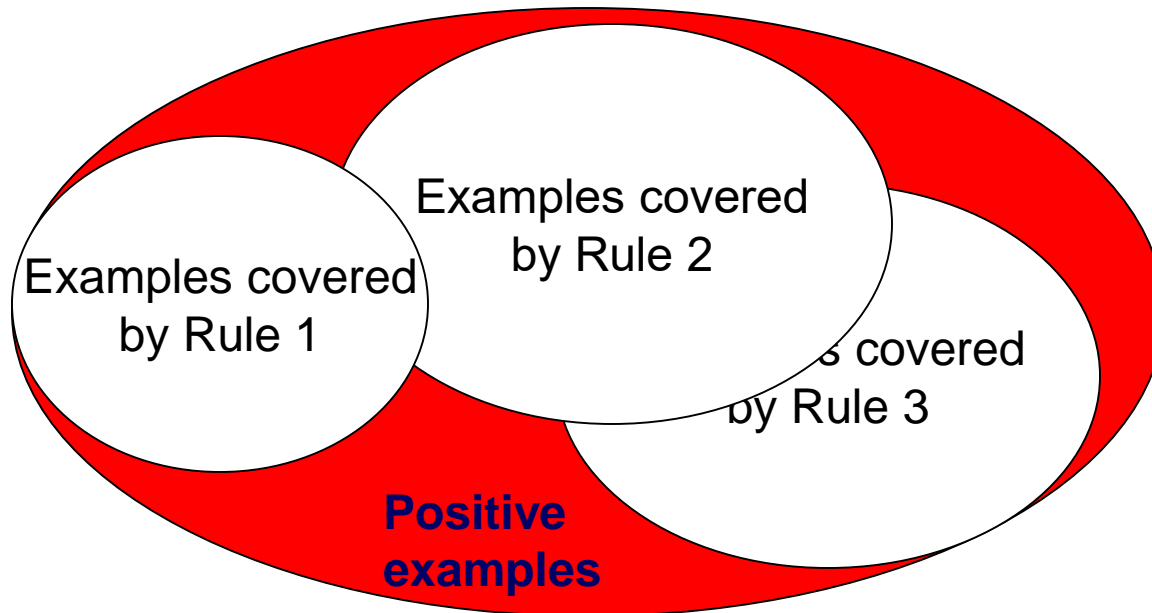 Examples covered
by Rule 2
Examples covered
by Rule 1
covered
by Rule 3
Positive
examples